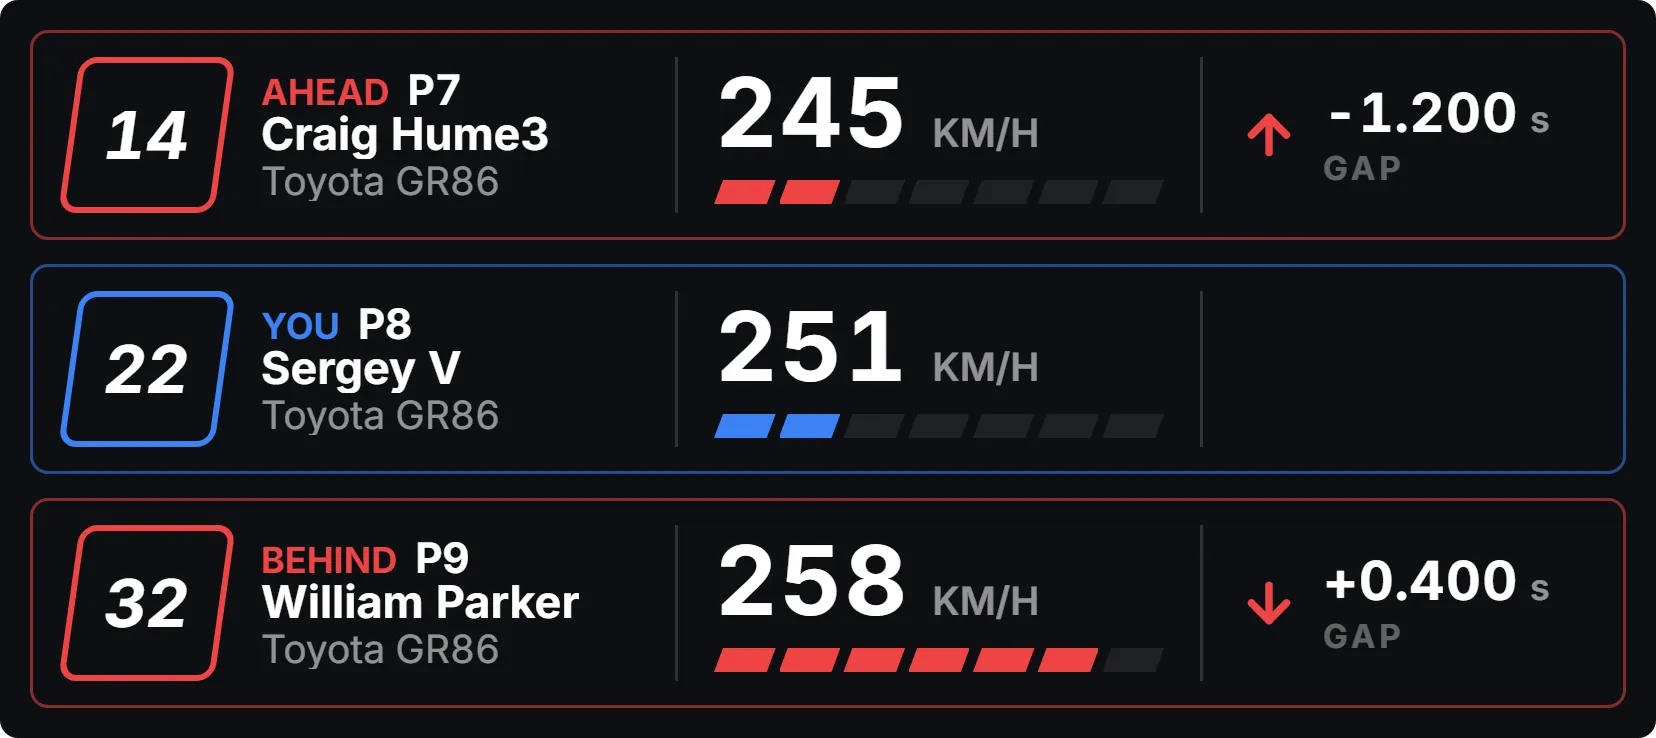 14
AHEAD P7
Craig Hume3
Toyota GR86
245 KM/H
-1.200 s
GAP
22
YOU P8
Sergey V
Toyota GR86
251 KM/H
32
BEHIND P9
William Parker
Toyota GR86
258 KM/H
+0.400 s
GAP